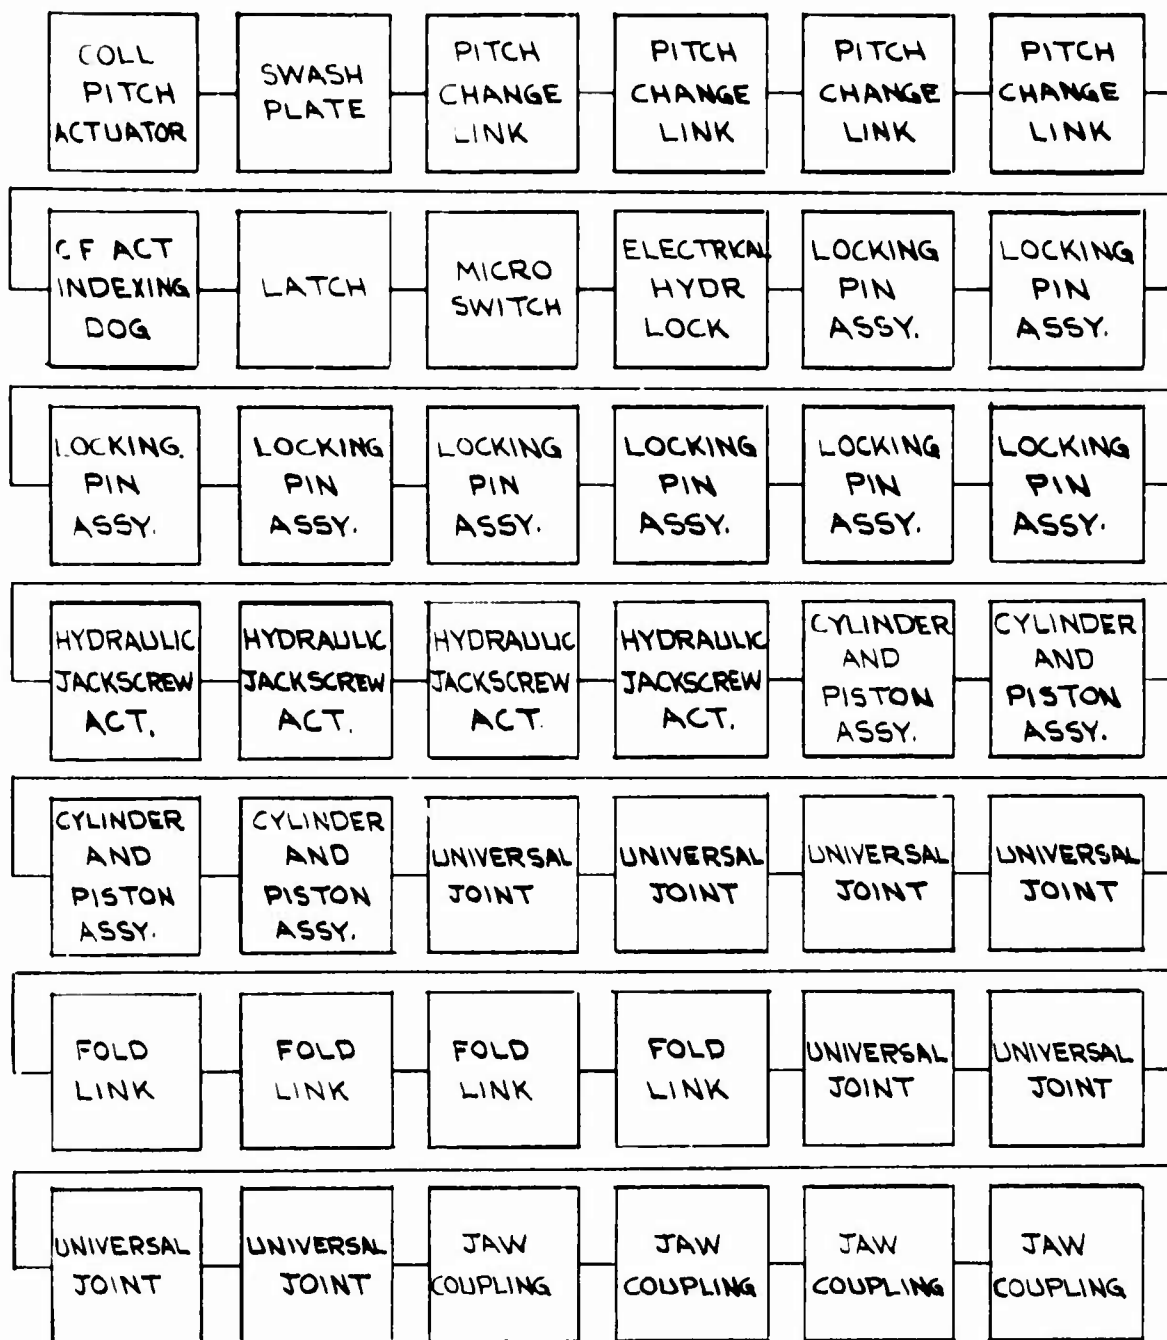 COLL
PITCH
ACTUATOR
SWASH
PLATE
PITCH
CHANGE
LINK
PITCH
CHANGE
LINK
PITCH
CHANGE
LINK
PITCH
CHANGE
LINK
C F ACT
INDEXING
DOG
LATCH
MICRO
SWITCH
ELECTRICAL
HYDR
LOCK
LOCKING
PIN
ASSY.
LOCKING
PIN
ASSY.
LOCKING
PIN
ASSY.
LOCKING
PIN
ASSY.
LOCKING
PIN
ASSY.
LOCKING
PIN
ASSY.
LOCKING
PIN
ASSY.
LOCKING
PIN
ASSY.
HYDRAULIC
JACKSCREW
ACT.
HYDRAULIC
JACKSCREW
ACT.
HYDRAULIC
JACKSCREW
ACT.
HYDRAULIC
JACKSCREW
ACT.
CYLINDER
AND
PISTON
ASSY.
CYLINDER
AND
PISTON
ASSY.
CYLINDER
AND
PISTON
ASSY.
CYLINDER
AND
PISTON
ASSY.
UNIVERSAL
JOINT
UNIVERSAL
JOINT
UNIVERSAL
JOINT
UNIVERSAL
JOINT
FOLD
LINK
FOLD
LINK
FOLD
LINK
FOLD
LINK
UNIVERSAL
JOINT
UNIVERSAL
JOINT
UNIVERSAL
JOINT
UNIVERSAL
JOINT
JAW
COUPLING
JAW
COUPLING
JAW
COUPLING
JAW
COUPLING